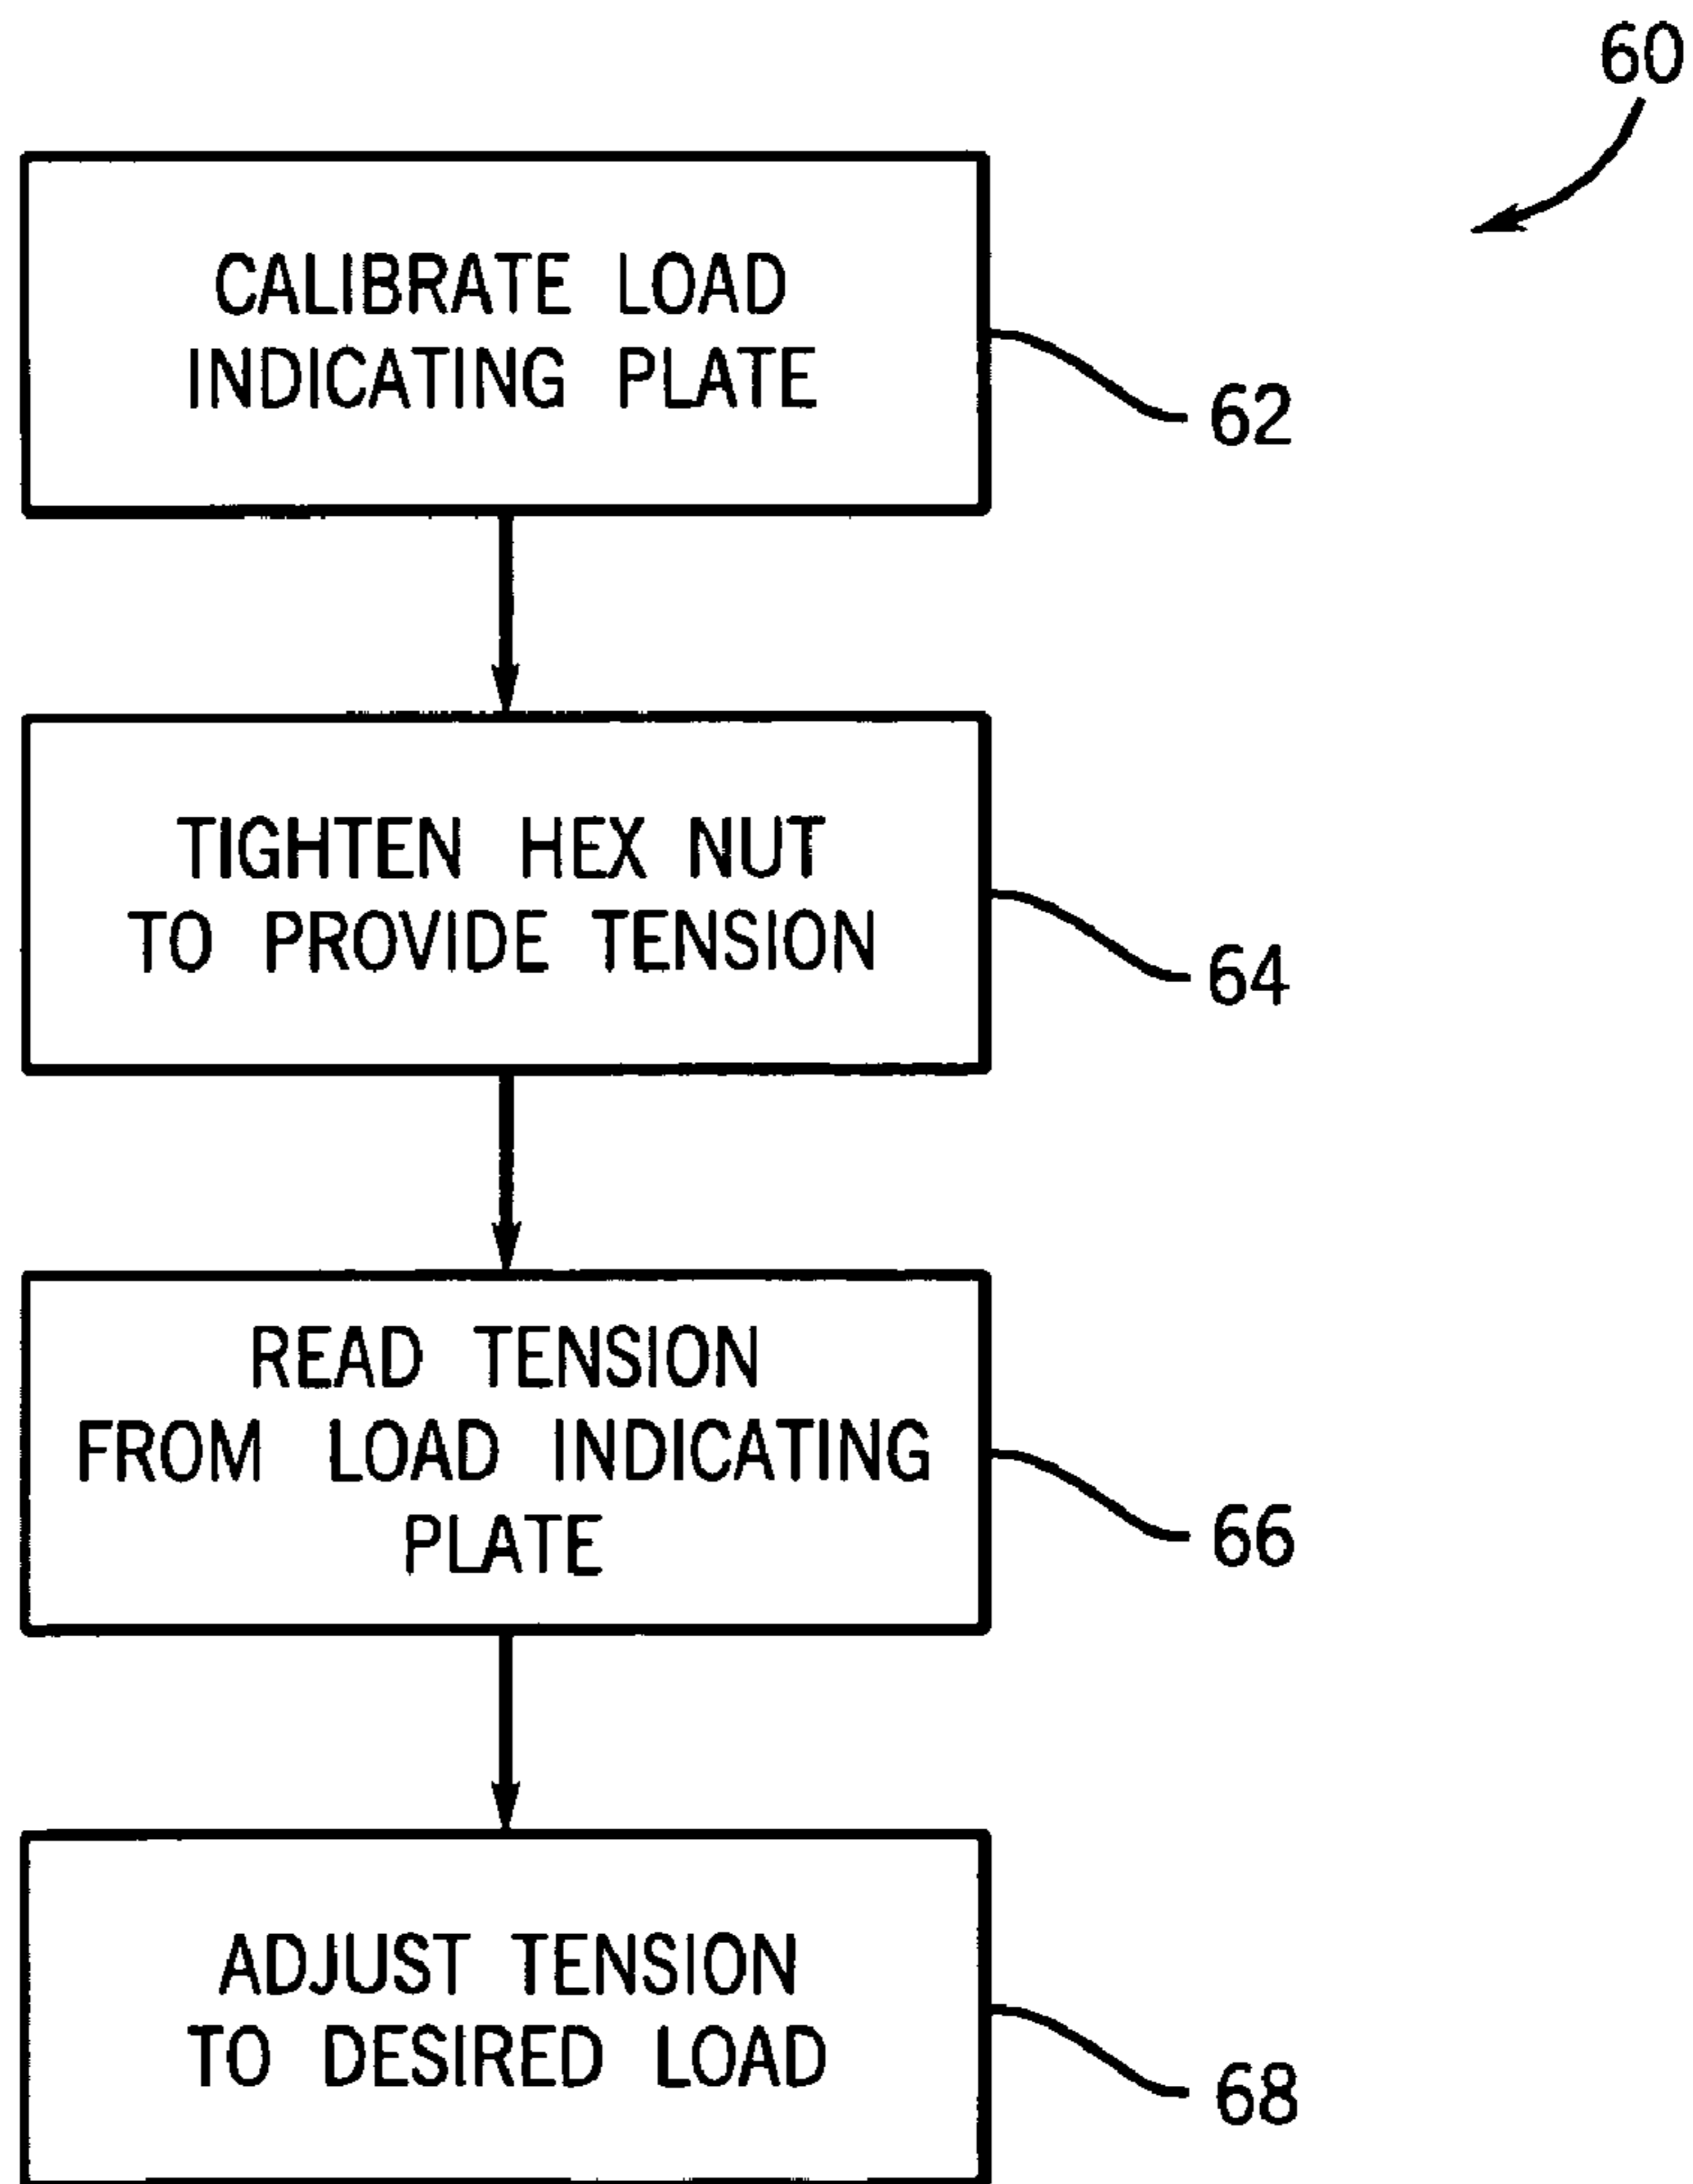 60
CALIBRATE LOAD
INDICATING PLATE
62
TIGHTEN HEX NUT
TO PROVIDE TENSION
64
READ TENSION
FROM LOAD INDICATING
PLATE
66
ADJUST TENSION
TO DESIRED LOAD
68